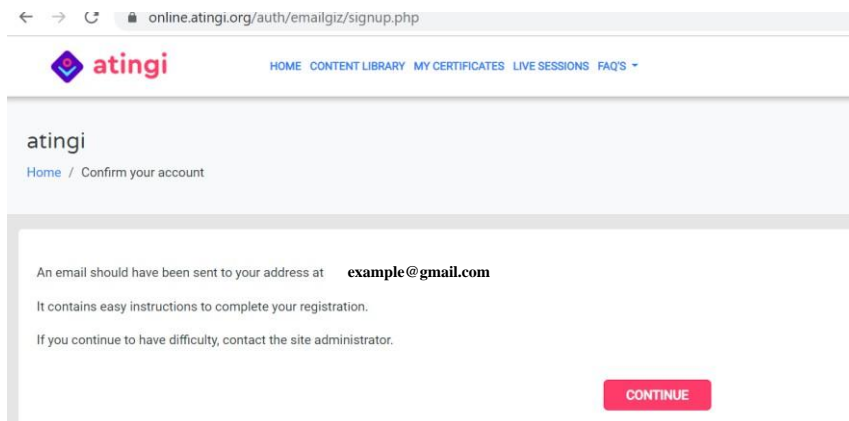 online.atingi.org/auth/emailgiz/signup.php
atingi HOME CONTENT LIBRARY MY CERTIFICATES LIVE SESSIONS FAQ'S
atingi
Home / Confirm your account
An email should have been sent to your address at example@gmail.com
It contains easy instructions to complete your registration.
If you continue to have difficulty, contact the site administrator.
CONTINUE